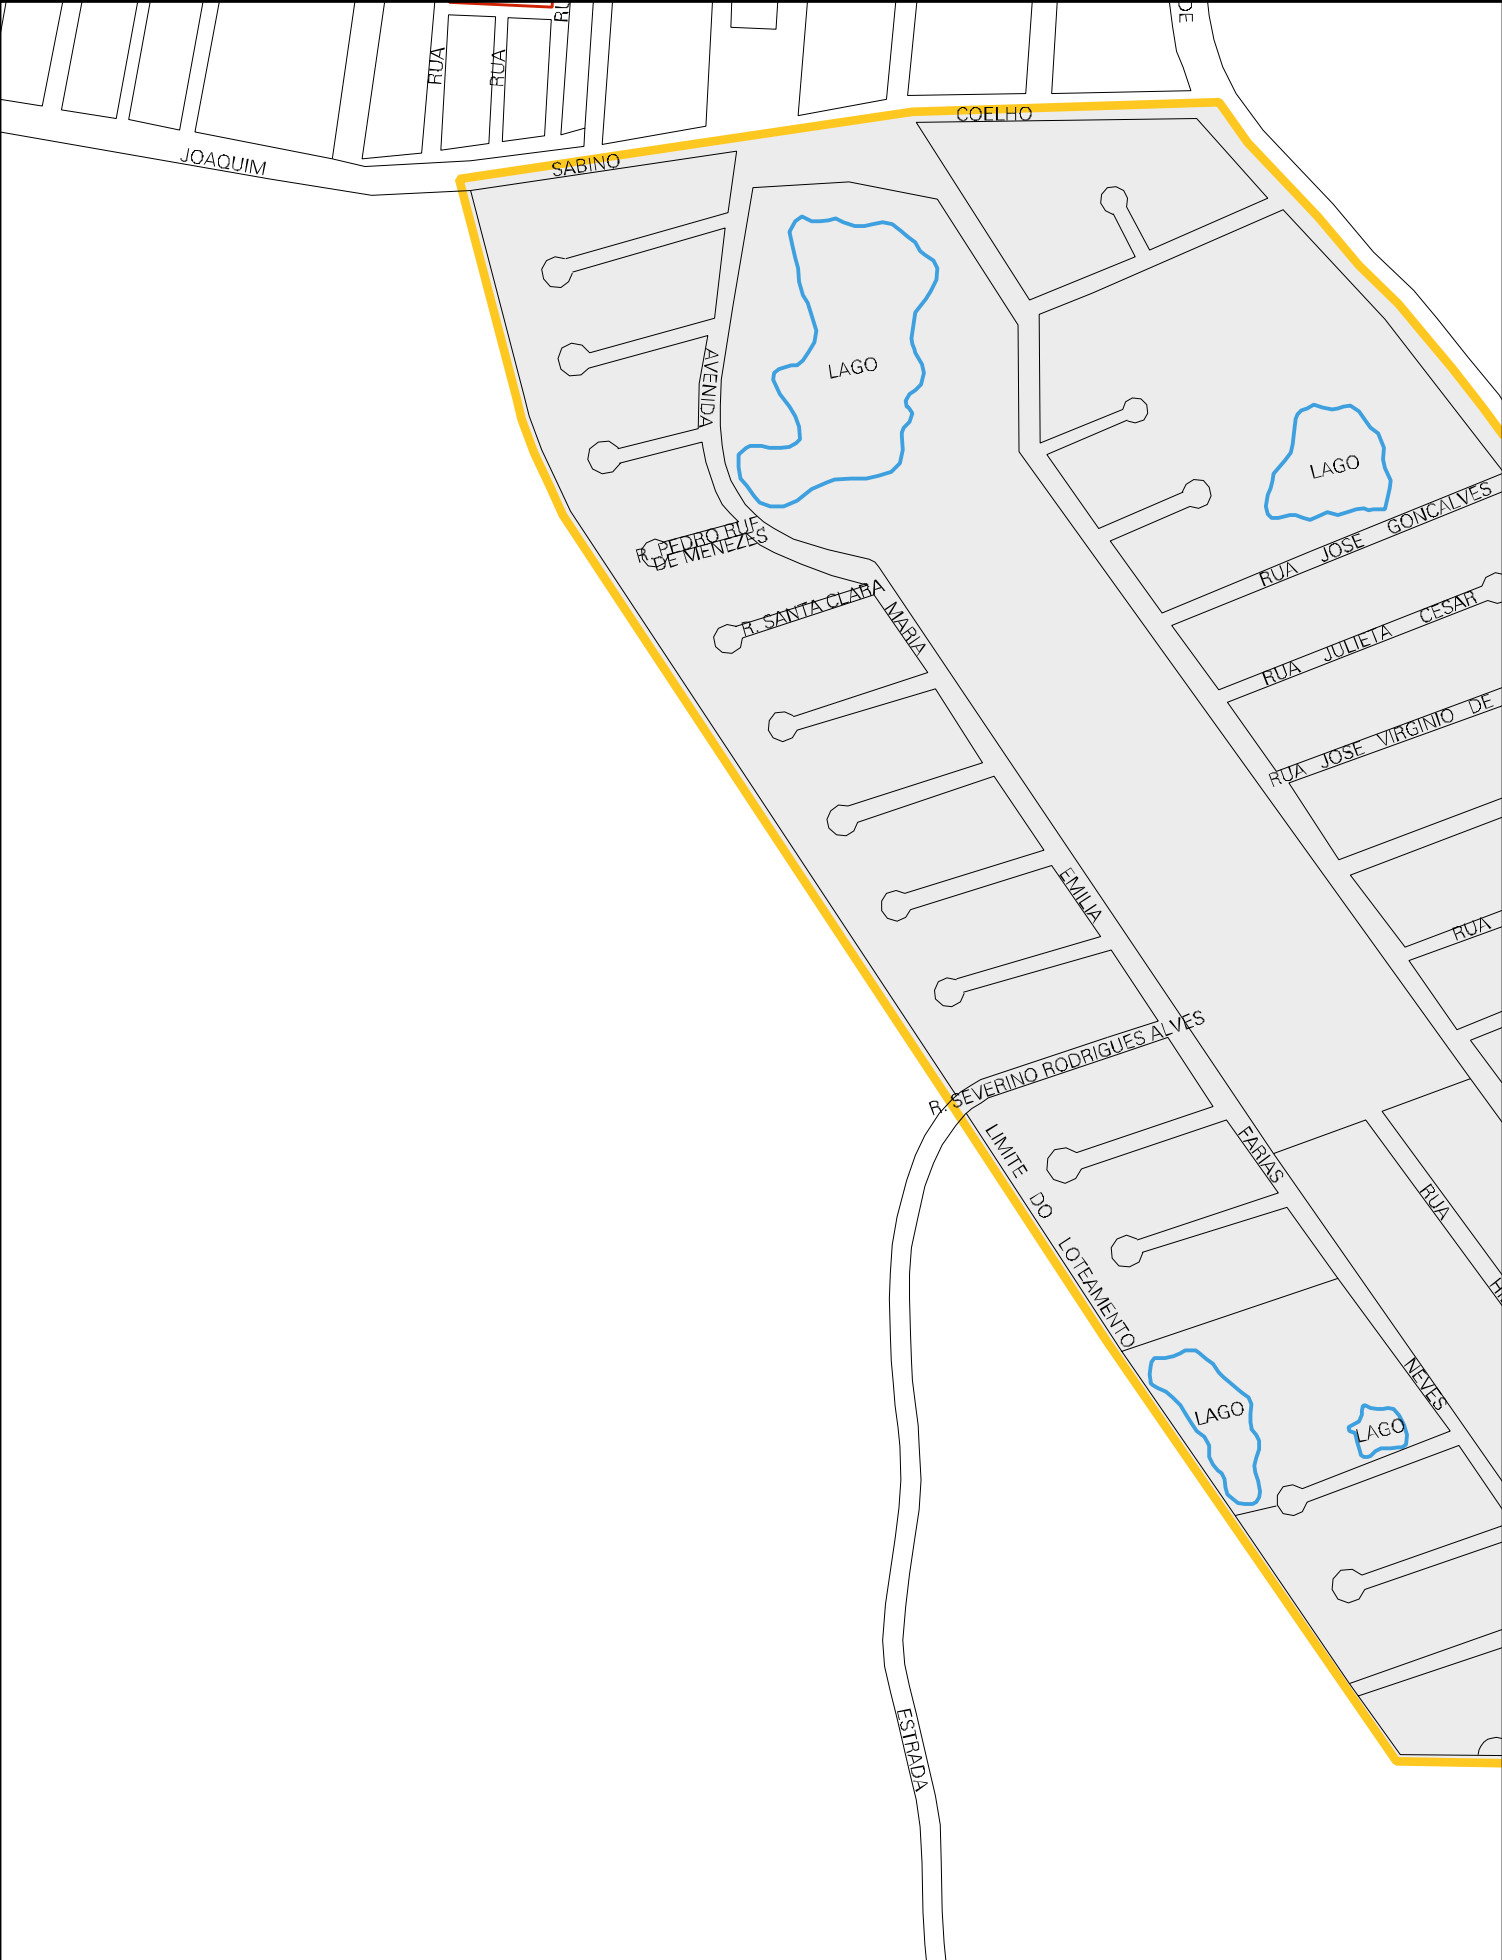 DE
RUA
RUA
COELHO
SABINO
JOAQUIM
AVENIDA
LAGO
LAGO
RUA JOSE GONCALVES
R. PEDRO RUF.
DE MENEZES
R. SANTA CLARA
MARIA
RUA JULIETA CESAR
RUA JOSE VIRGINIO DE
EMILIA
RUA
R. SEVERINO RODRIGUES ALVES
LIMITE DO LOTEAMENTO
FARIAS
RUA
NEVES
LAGO
LAGO
ESTRADA